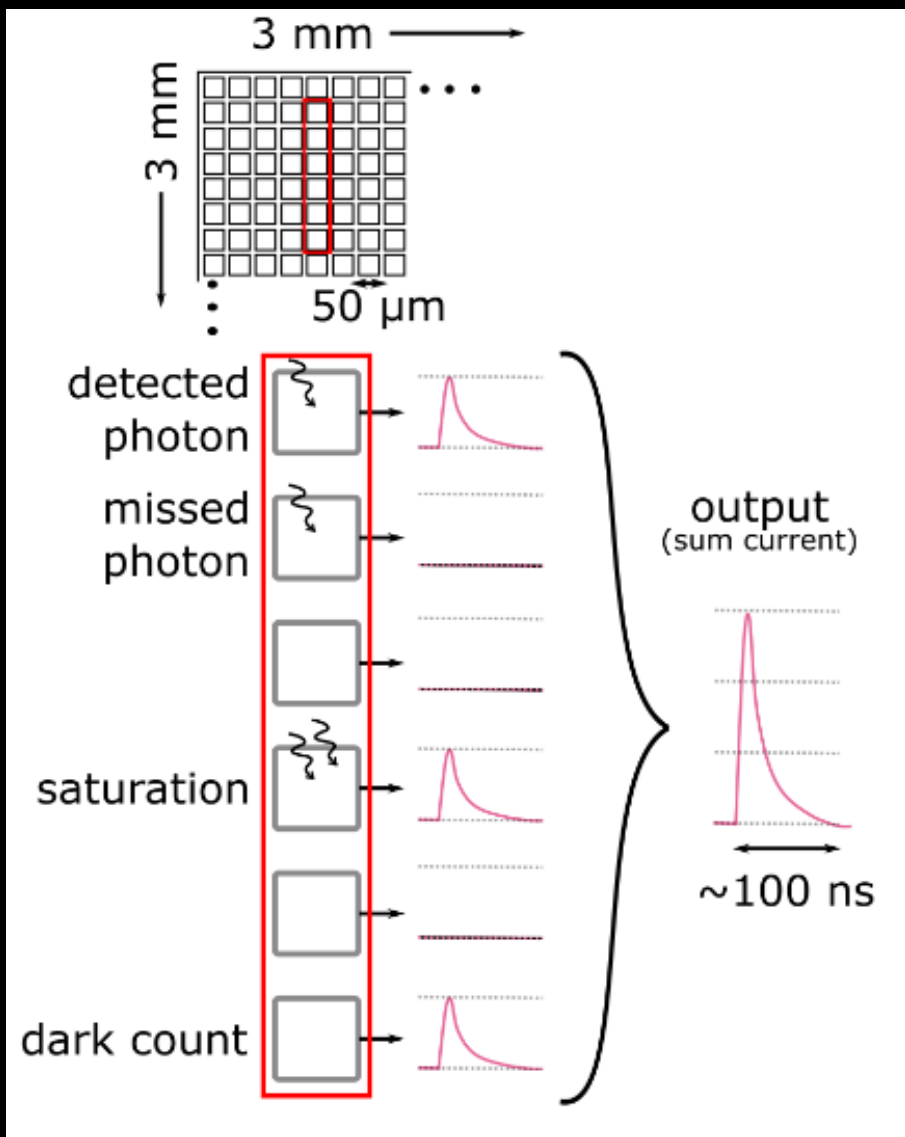 3 mm
3 mm
50 μm
detected
photon
missed
photon
saturation
dark count
output
(sum current)
~100 ns